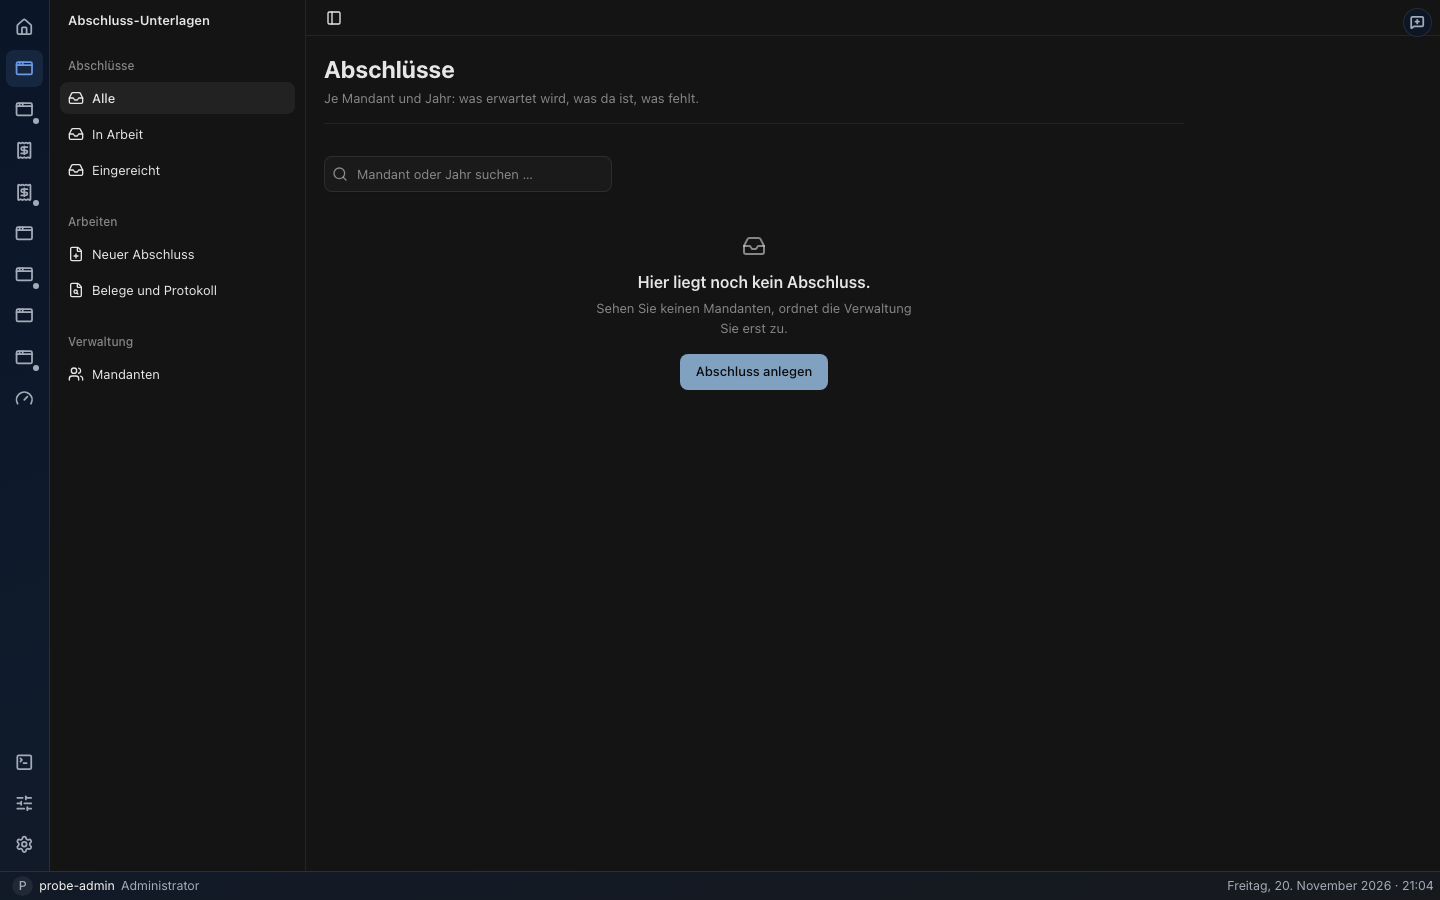 Abschluss-Unterlagen
Abschlüsse
Alle
In Arbeit
Eingereicht
Arbeiten
Neuer Abschluss
Belege und Protokoll
Verwaltung
Mandanten
Abschlüsse
Je Mandant und Jahr: was erwartet wird, was da ist, was fehlt.
Mandant oder Jahr suchen …
Hier liegt noch kein Abschluss.
Sehen Sie keinen Mandanten, ordnet die Verwaltung
Sie erst zu.
Abschluss anlegen
P probe-admin Administrator
Freitag, 20. November 2026 · 21:04